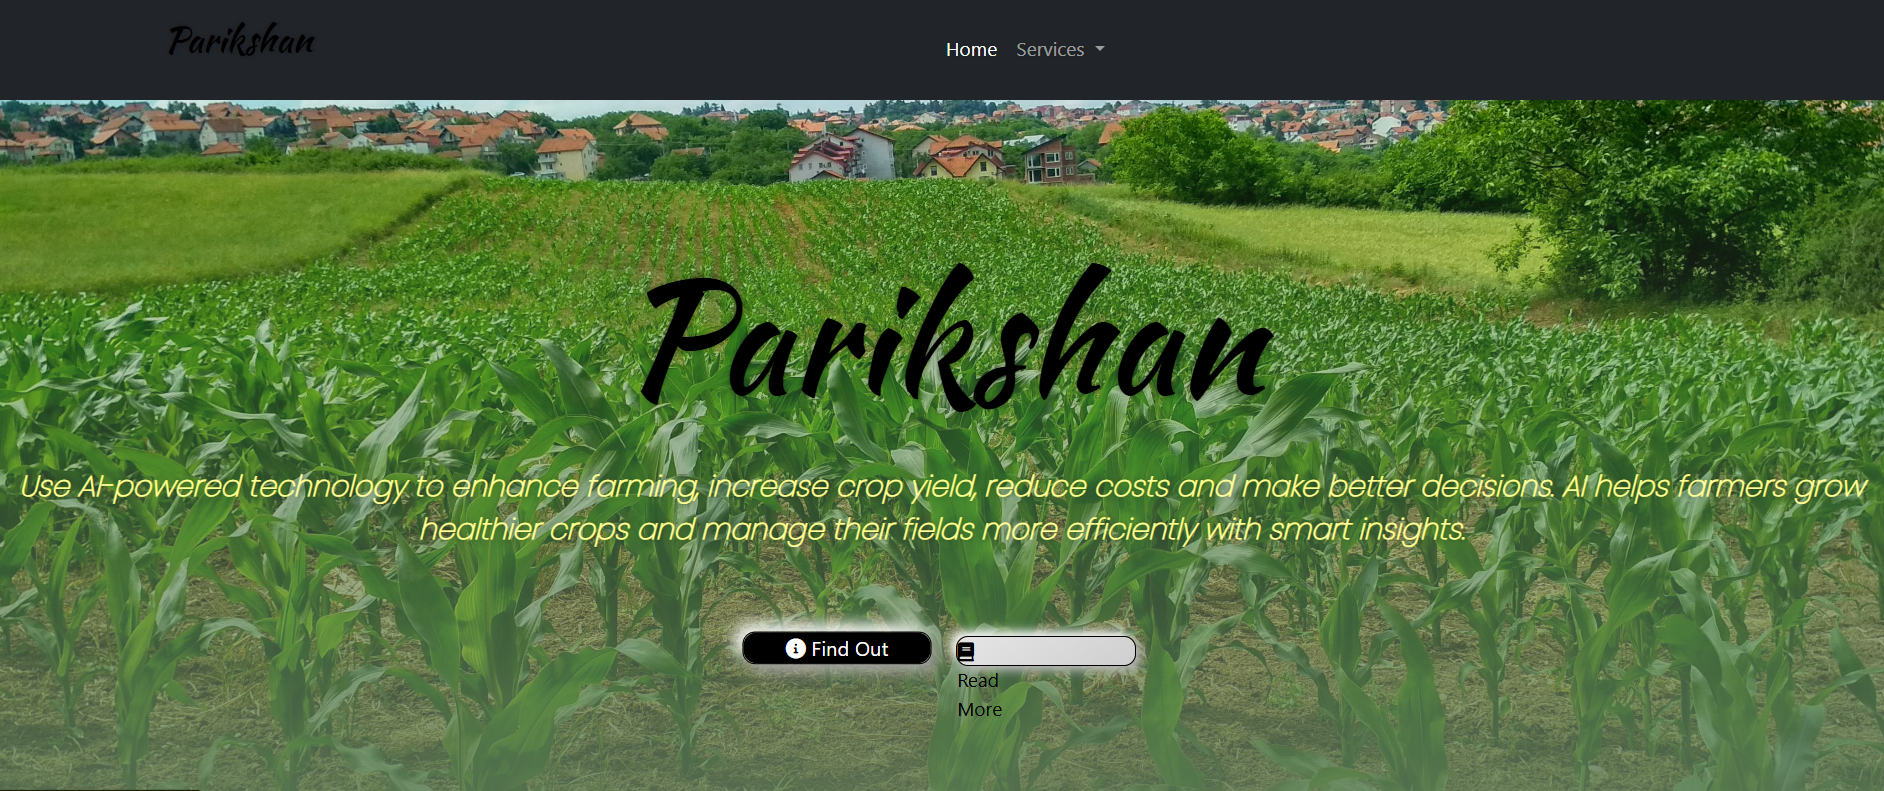 Parikshan
Home Services
Parikshan
Use AI-powered technology to enhance farming, increase crop yield, reduce costs and make better decisions. AI helps farmers grow
healthier crops and manage their fields more efficiently with smart insights.
Find Out
Read
More